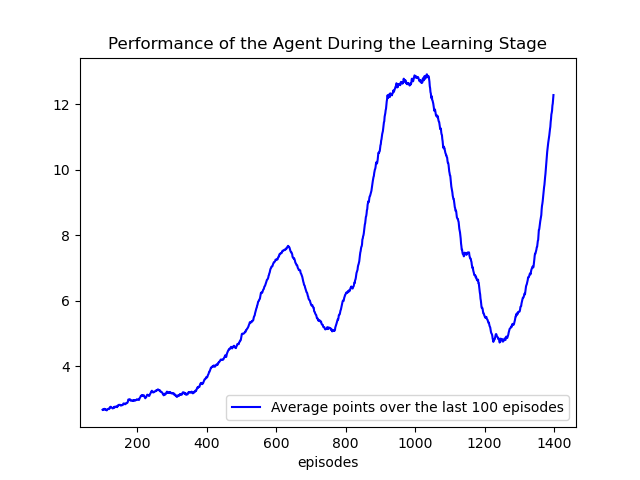 Performance of the Agent During the Learning Stage
12
10
8
6
4
Average points over the last 100 episodes
200 400 600 800 1000 1200 1400
episodes